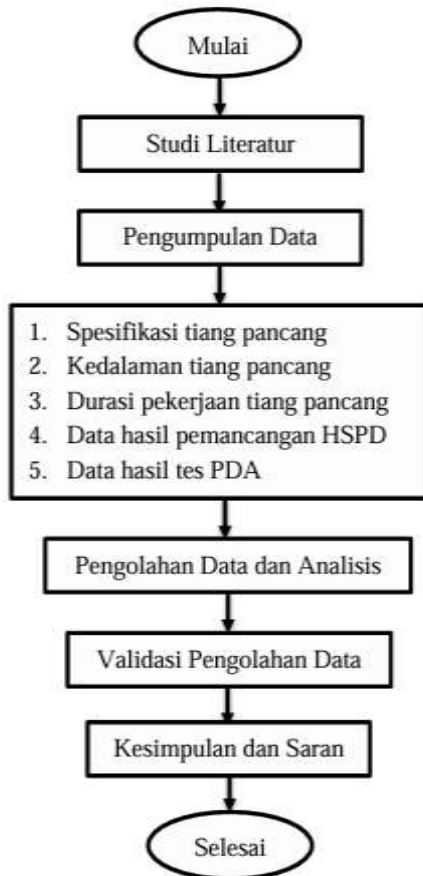 Mulai
Studi Literatur
Pengumpulan Data
1. Spesifikasi tiang pancang
2. Kedalaman tiang pancang
3. Durasi pekerjaan tiang pancang
4. Data hasil pemancangan HSPD
5. Data hasil tes PDA
Pengolahan Data dan Analisis
Validasi Pengolahan Data
Kesimpulan dan Saran
Selesai